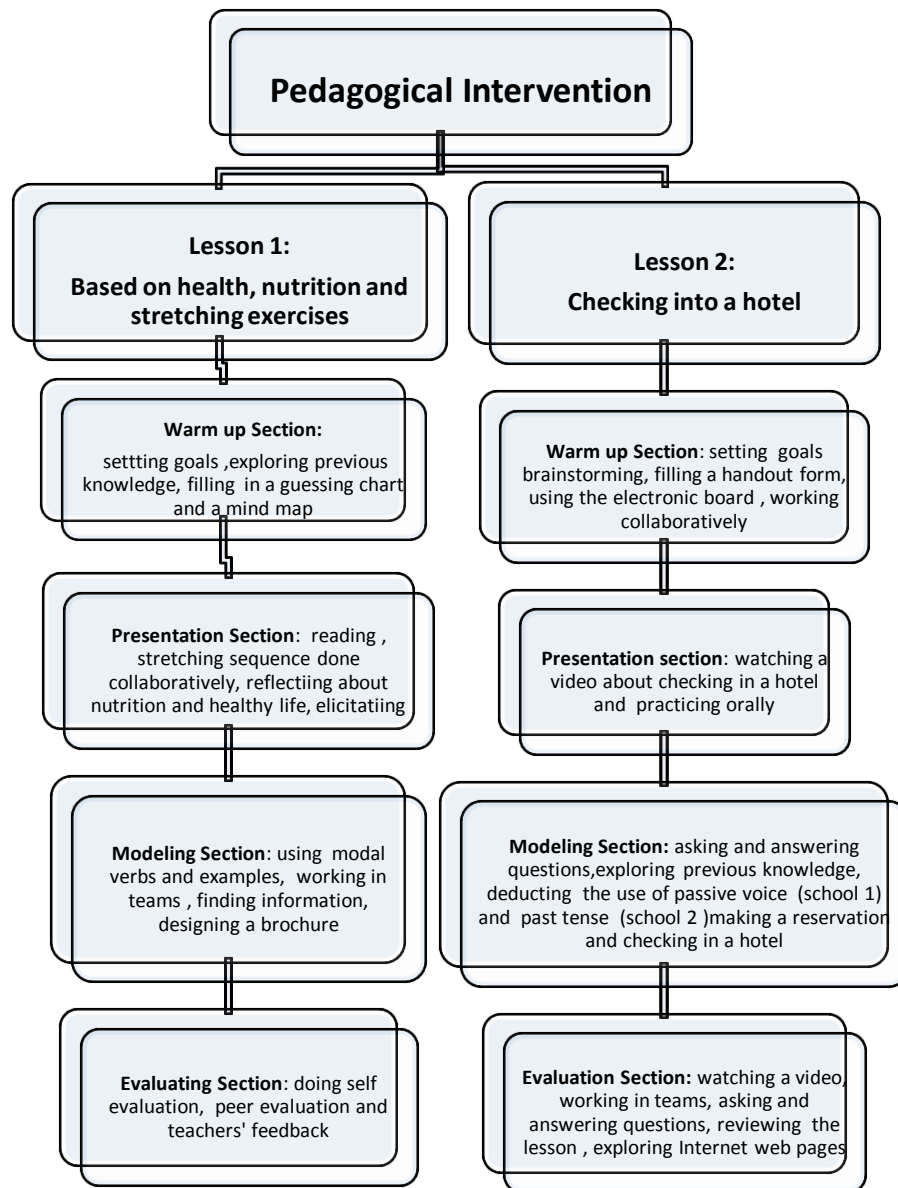 Pedagogical Intervention
Lesson 1:
Based on health, nutrition and
stretching exercises
Warm up Section:
settting goals ,exploring previous
knowledge, filling in a guessing chart
and a mind map
Presentation Section: reading ,
stretching sequence done
collaboratively, reflectiing about
nutrition and healthy life, elicitatiing
Modeling Section: using modal
verbs and examples, working in
teams , finding information,
designing a brochure
Evaluating Section: doing self
evaluation, peer evaluation and
teachers' feedback
Lesson 2:
Checking into a hotel
Warm up Section: setting goals
brainstorming, filling a handout form,
using the electronic board , working
collaboratively
Presentation section: watching a
video about checking in a hotel
and practicing orally
Modeling Section: asking and answering
questions,exploring previous knowledge,
deducting the use of passive voice (school 1)
and past tense (school 2 )making a reservation
and checking in a hotel
Evaluation Section: watching a video,
working in teams, asking and
answering questions, reviewing the
lesson , exploring Internet web pages